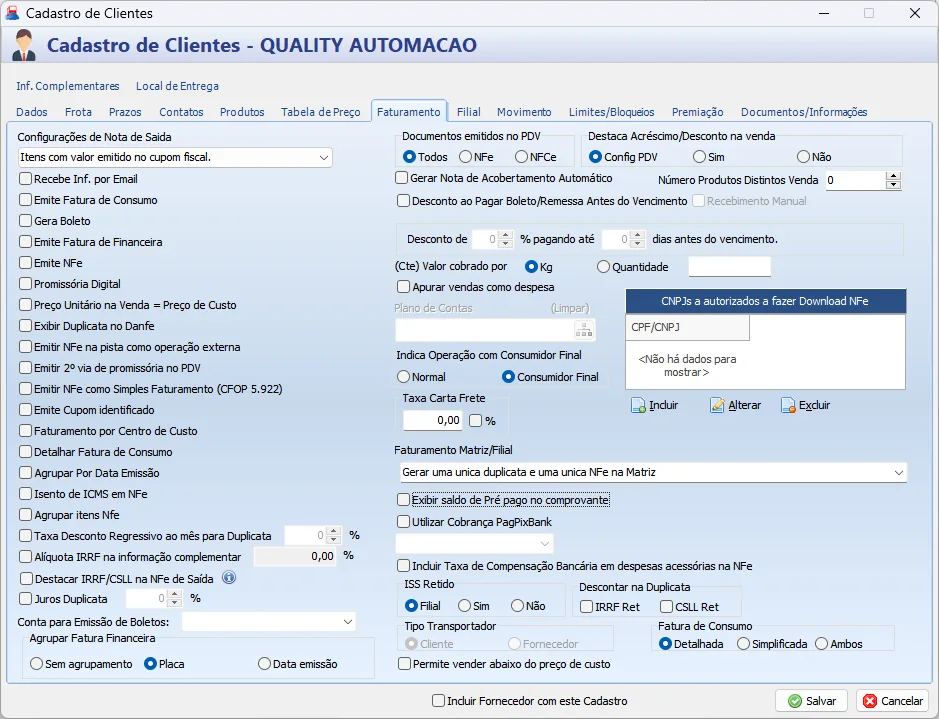 Cadastro de Clientes
Cadastro de Clientes - QUALITY AUTOMACAO
Inf. Complementares Local de Entrega
Dados Frota Prazos Contatos Produtos Tabela de Preço Faturamento Filial Movimento Limites/Bloqueios Premiação Documentos/Informações
Configurações de Nota de Saida
Itens com valor emitido no cupom fiscal.
Recebe Inf. por Email
Emite Fatura de Consumo
Gera Boleto
Emite Fatura de Financeira
Emite NFe
Promissória Digital
Preço Unitário na Venda = Preço de Custo
Exibir Duplicata no Danfe
Emitir NFe na pista como operação externa
Emitir 2º via de promissória no PDV
Emitir NFe como Simples Faturamento (CFOP 5.922)
Emite Cupom identificado
Faturamento por Centro de Custo
Detalhar Fatura de Consumo
Agrupar Por Data Emissão
Isento de ICMS em NFe
Agrupar itens Nfe
Taxa Desconto Regressivo ao mês para Duplicata 0 %
Alíquota IRRF na informação complementar 0,00 %
Destacar IRRF/CSLL na NFe de Saída
Juros Duplicata 0 %
Conta para Emissão de Boletos:
Agrupar Fatura Financeira
Sem agrupamento Placa Data emissão
Documentos emitidos no PDV
Todos NFe NFCe
Destaca Acréscimo/Desconto na venda
Config PDV Sim Não
Gerar Nota de Acobertamento Automático
Número Produtos Distintos Venda 0
Desconto ao Pagar Boleto/Remessa Antes do Vencimento Recebimento Manual
Desconto de 0 % pagando até 0 dias antes do vencimento.
(Cte) Valor cobrado por Kg Quantidade
Apurar vendas como despesa
Plano de Contas (Limpar)
Indica Operação com Consumidor Final
Normal Consumidor Final
Taxa Carta Frete
0,00 %
CNPJs a autorizados a fazer Download NFe
CPF/CNPJ
<Não há dados para
mostrar>
Incluir Alterar Excluir
Faturamento Matriz/Filial
Gerar uma unica duplicata e uma unica NFe na Matriz
Exibir saldo de Pré pago no comprovante
Utilizar Cobrança PagPixBank
Incluir Taxa de Compensação Bancária em despesas acessórias na NFe
ISS Retido
Filial Sim Não
Descontar na Duplicata
IRRF Ret CSLL Ret
Tipo Transportador
Cliente Fornecedor
Fatura de Consumo
Detalhada Simplificada Ambos
Permite vender abaixo do preço de custo
Incluir Fornecedor com este Cadastro
Salvar Cancelar